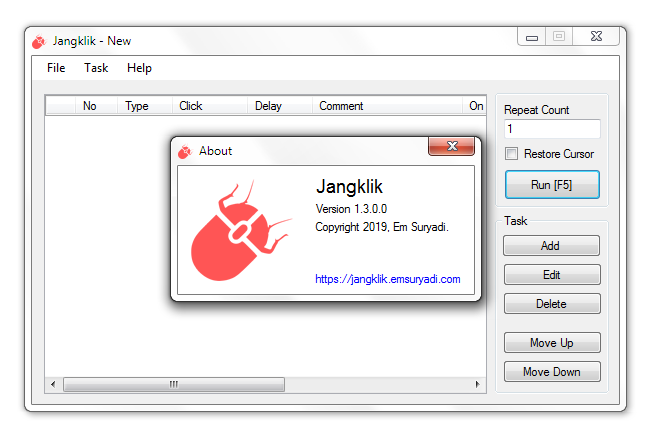 Jangklik - New
File Task Help
No Type Click Delay Comment On
Repeat Count
1
Restore Cursor
Run [F5]
Task
Add
Edit
Delete
Move Up
Move Down
About
Jangklik
Version 1.3.0.0
Copyright 2019, Em Suryadi.
https://jangklik.emsuryadi.com